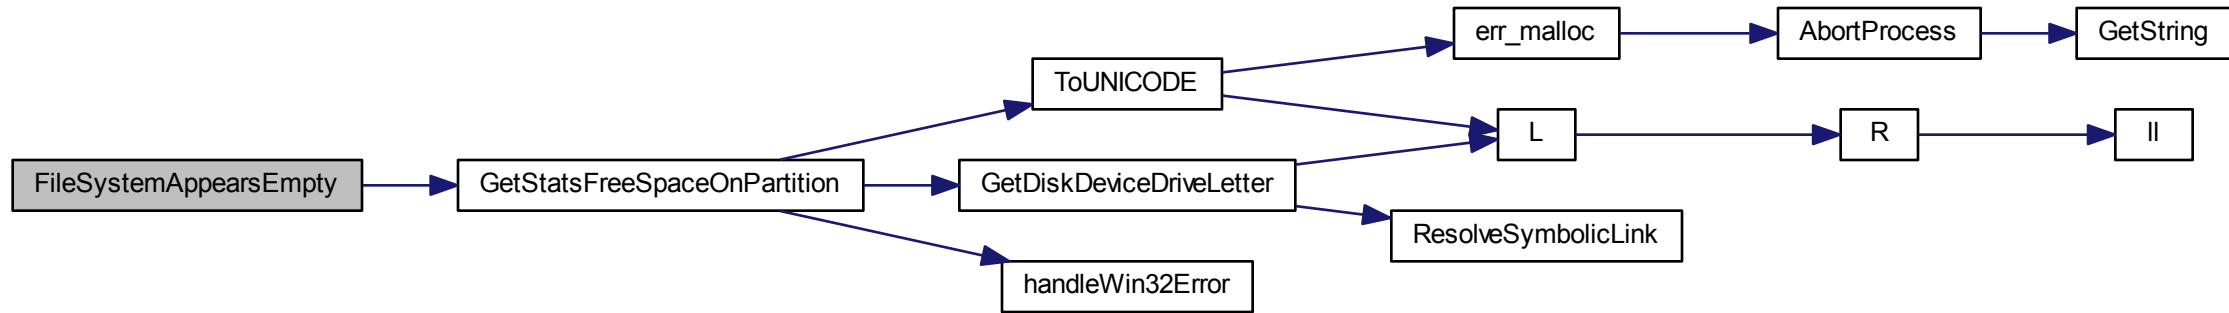 err_malloc
AbortProcess
GetString
ToUNICODE
L
R
ll
FileSystemAppearsEmpty
GetStatsFreeSpaceOnPartition
GetDiskDeviceDriveLetter
ResolveSymbolicLink
handleWin32Error